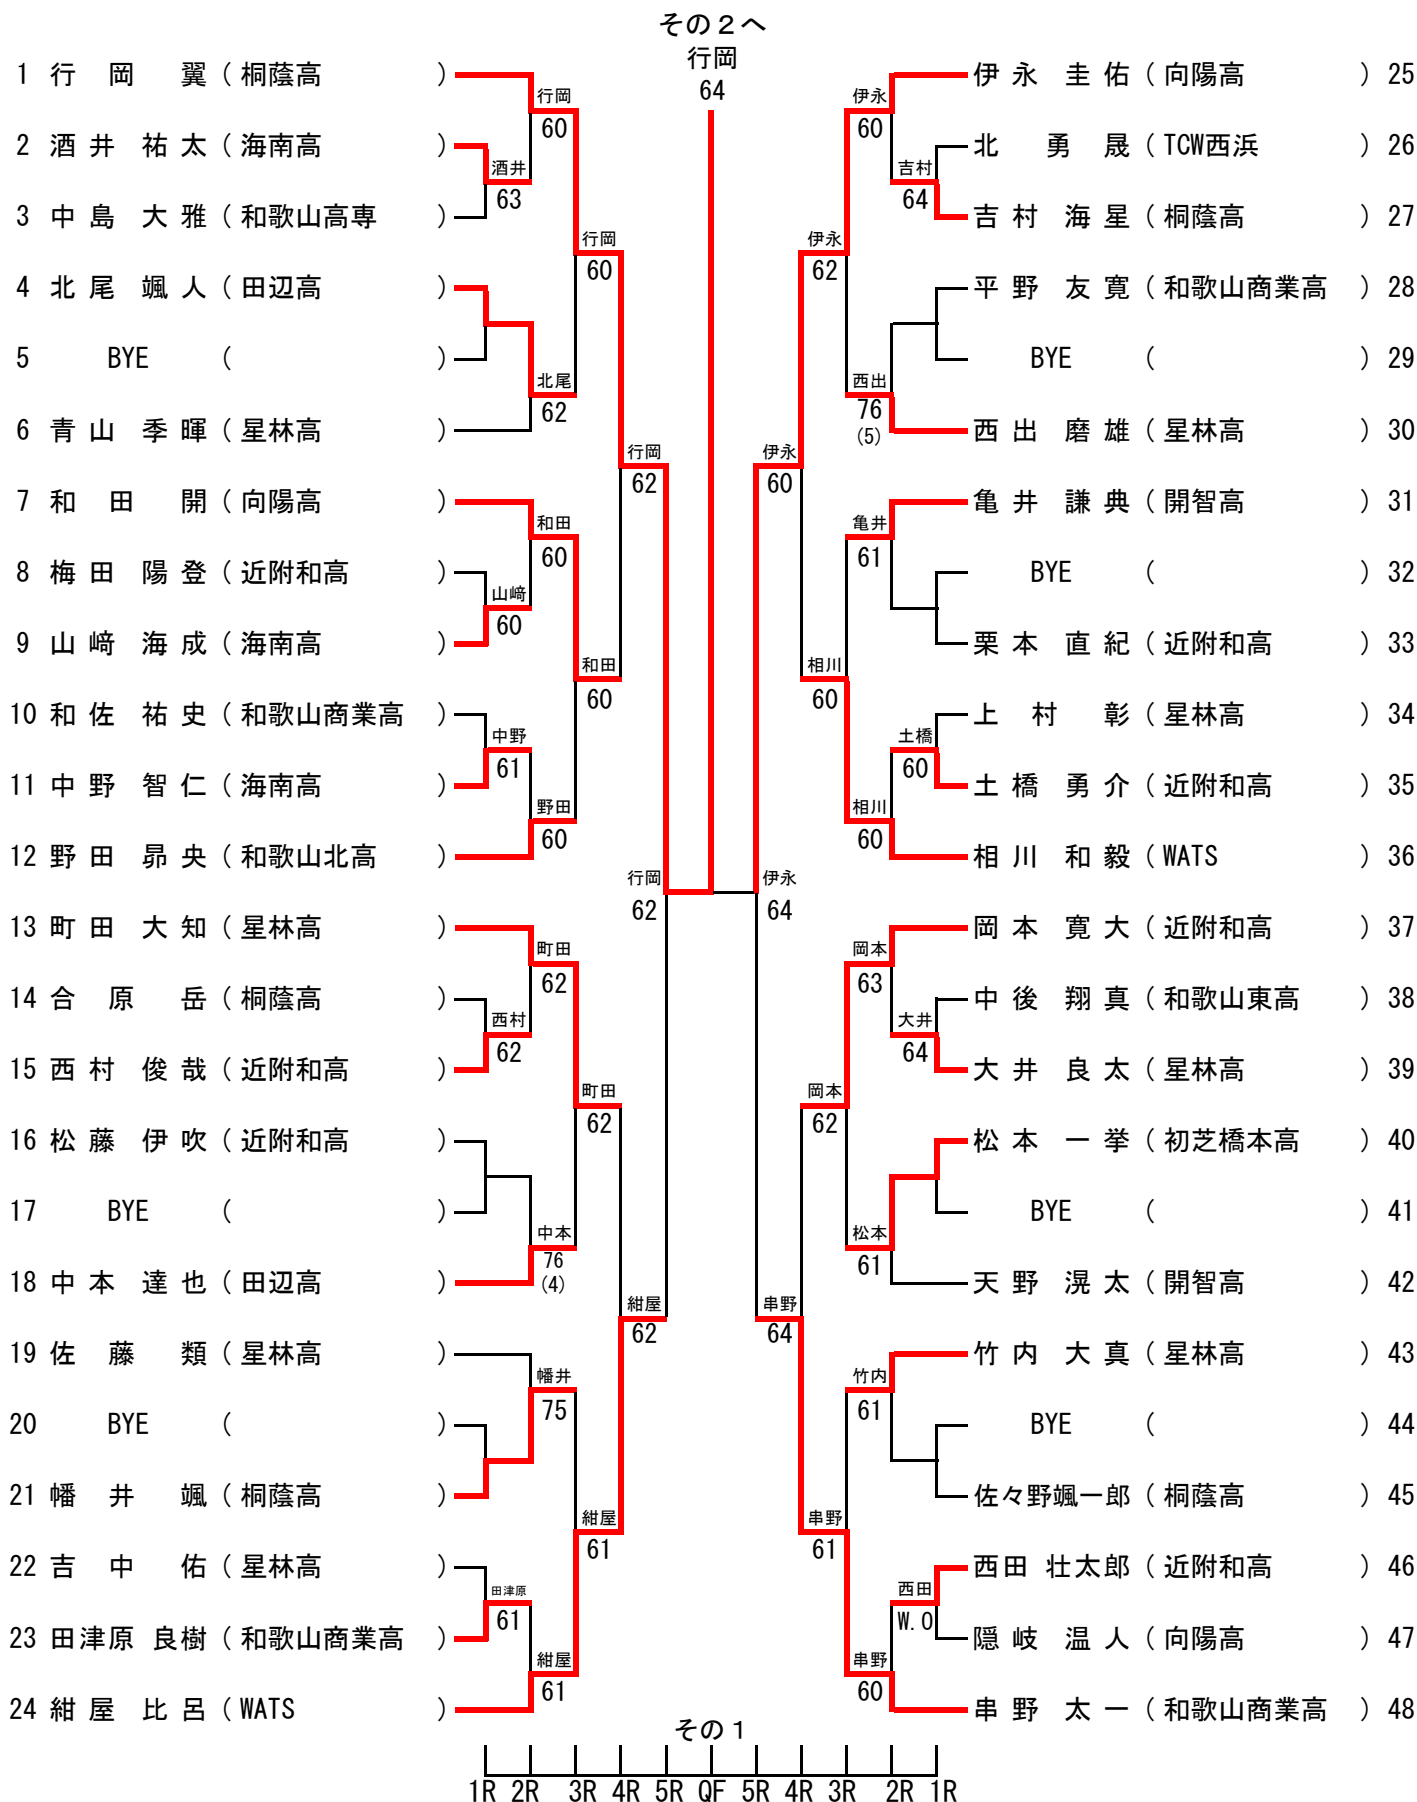 その２へ
行岡
64
1 行 岡 翼 ( 桐蔭高 )
2 酒 井 祐 太 ( 海南高 )
3 中 島 大 雅 ( 和歌山高専 )
4 北 尾 颯 人 ( 田辺高 )
5 BYE ( )
6 青 山 季 暉 ( 星林高 )
7 和 田 開 ( 向陽高 )
8 梅 田 陽 登 ( 近附和高 )
9 山 﨑 海 成 ( 海南高 )
10 和 佐 祐 史 ( 和歌山商業高 )
11 中 野 智 仁 ( 海南高 )
12 野 田 昴 央 ( 和歌山北高 )
13 町 田 大 知 ( 星林高 )
14 合 原 岳 ( 桐蔭高 )
15 西 村 俊 哉 ( 近附和高 )
16 松 藤 伊 吹 ( 近附和高 )
17 BYE ( )
18 中 本 達 也 ( 田辺高 )
19 佐 藤 類 ( 星林高 )
20 BYE ( )
21 幡 井 颯 ( 桐蔭高 )
22 吉 中 佑 ( 星林高 )
23 田津原 良樹 ( 和歌山商業高 )
24 紺 屋 比 呂 ( WATS )
酒井
63
山﨑
60
中野
61
西村
62
田津原
61
行岡
60
北尾
62
和田
60
野田
60
町田
62
中本
76
(4)
幡井
75
紺屋
61
行岡
60
和田
60
町田
62
紺屋
61
行岡
62
紺屋
62
行岡
62
伊永
64
伊永
60
串野
64
伊永
62
相川
60
岡本
62
串野
61
伊永
60
西出
76
(5)
亀井
61
相川
60
岡本
63
松本
61
竹内
61
串野
60
吉村
64
土橋
60
大井
64
西田
W.O
伊 永 圭 佑 ( 向陽高 ) 25
北 勇 晟 ( TCW西浜 ) 26
吉 村 海 星 ( 桐蔭高 ) 27
平 野 友 寛 ( 和歌山商業高 ) 28
BYE ( ) 29
西 出 磨 雄 ( 星林高 ) 30
亀 井 謙 典 ( 開智高 ) 31
BYE ( ) 32
栗 本 直 紀 ( 近附和高 ) 33
上 村 彰 ( 星林高 ) 34
土 橋 勇 介 ( 近附和高 ) 35
相 川 和 毅 ( WATS ) 36
岡 本 寛 大 ( 近附和高 ) 37
中 後 翔 真 ( 和歌山東高 ) 38
大 井 良 太 ( 星林高 ) 39
松 本 一 挙 ( 初芝橋本高 ) 40
BYE ( ) 41
天 野 滉 太 ( 開智高 ) 42
竹 内 大 真 ( 星林高 ) 43
BYE ( ) 44
佐々野颯一郎 ( 桐蔭高 ) 45
西田 壮太郎 ( 近附和高 ) 46
隠 岐 温 人 ( 向陽高 ) 47
串 野 太 一 ( 和歌山商業高 ) 48
その１
1R 2R 3R 4R 5R QF 5R 4R 3R 2R 1R